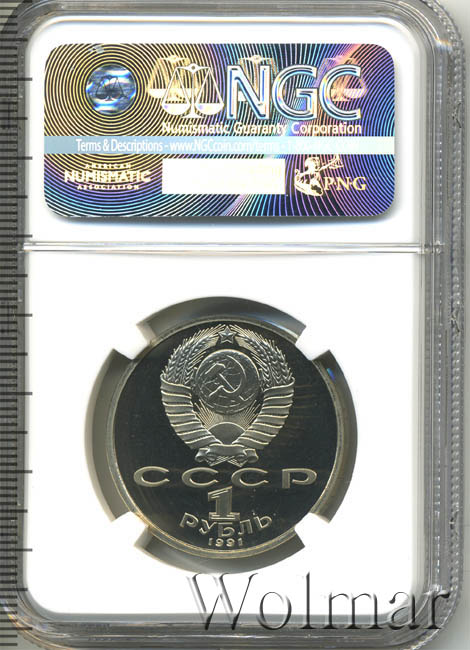 NGC
Numismatic Guaranty Corporation
Terms & Descriptions - www.NGCcoin.com/terms
AMERICAN
NUMISMATIC
ASSOCIATION
PNG
СССР
1
РУБЛЬ
1991
Wolmar